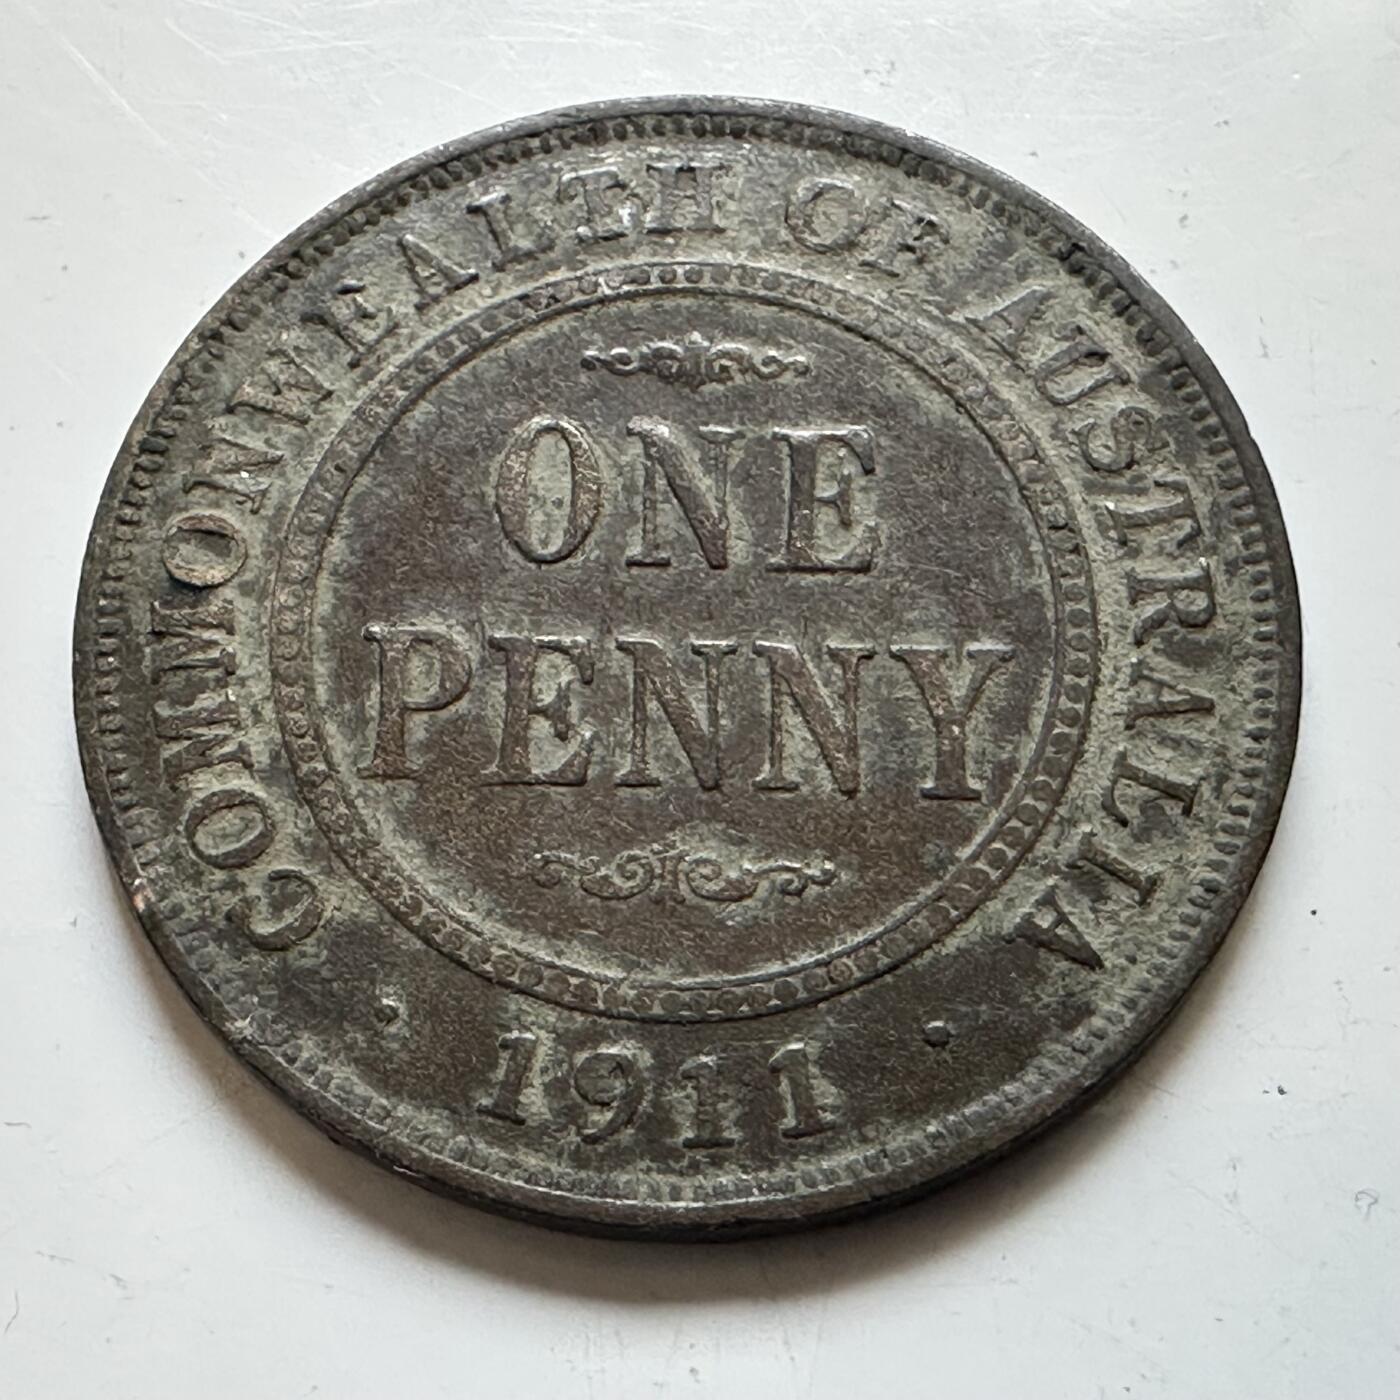 COMMONWEALTH OF AUSTRALIA
ONE
PENNY
1911